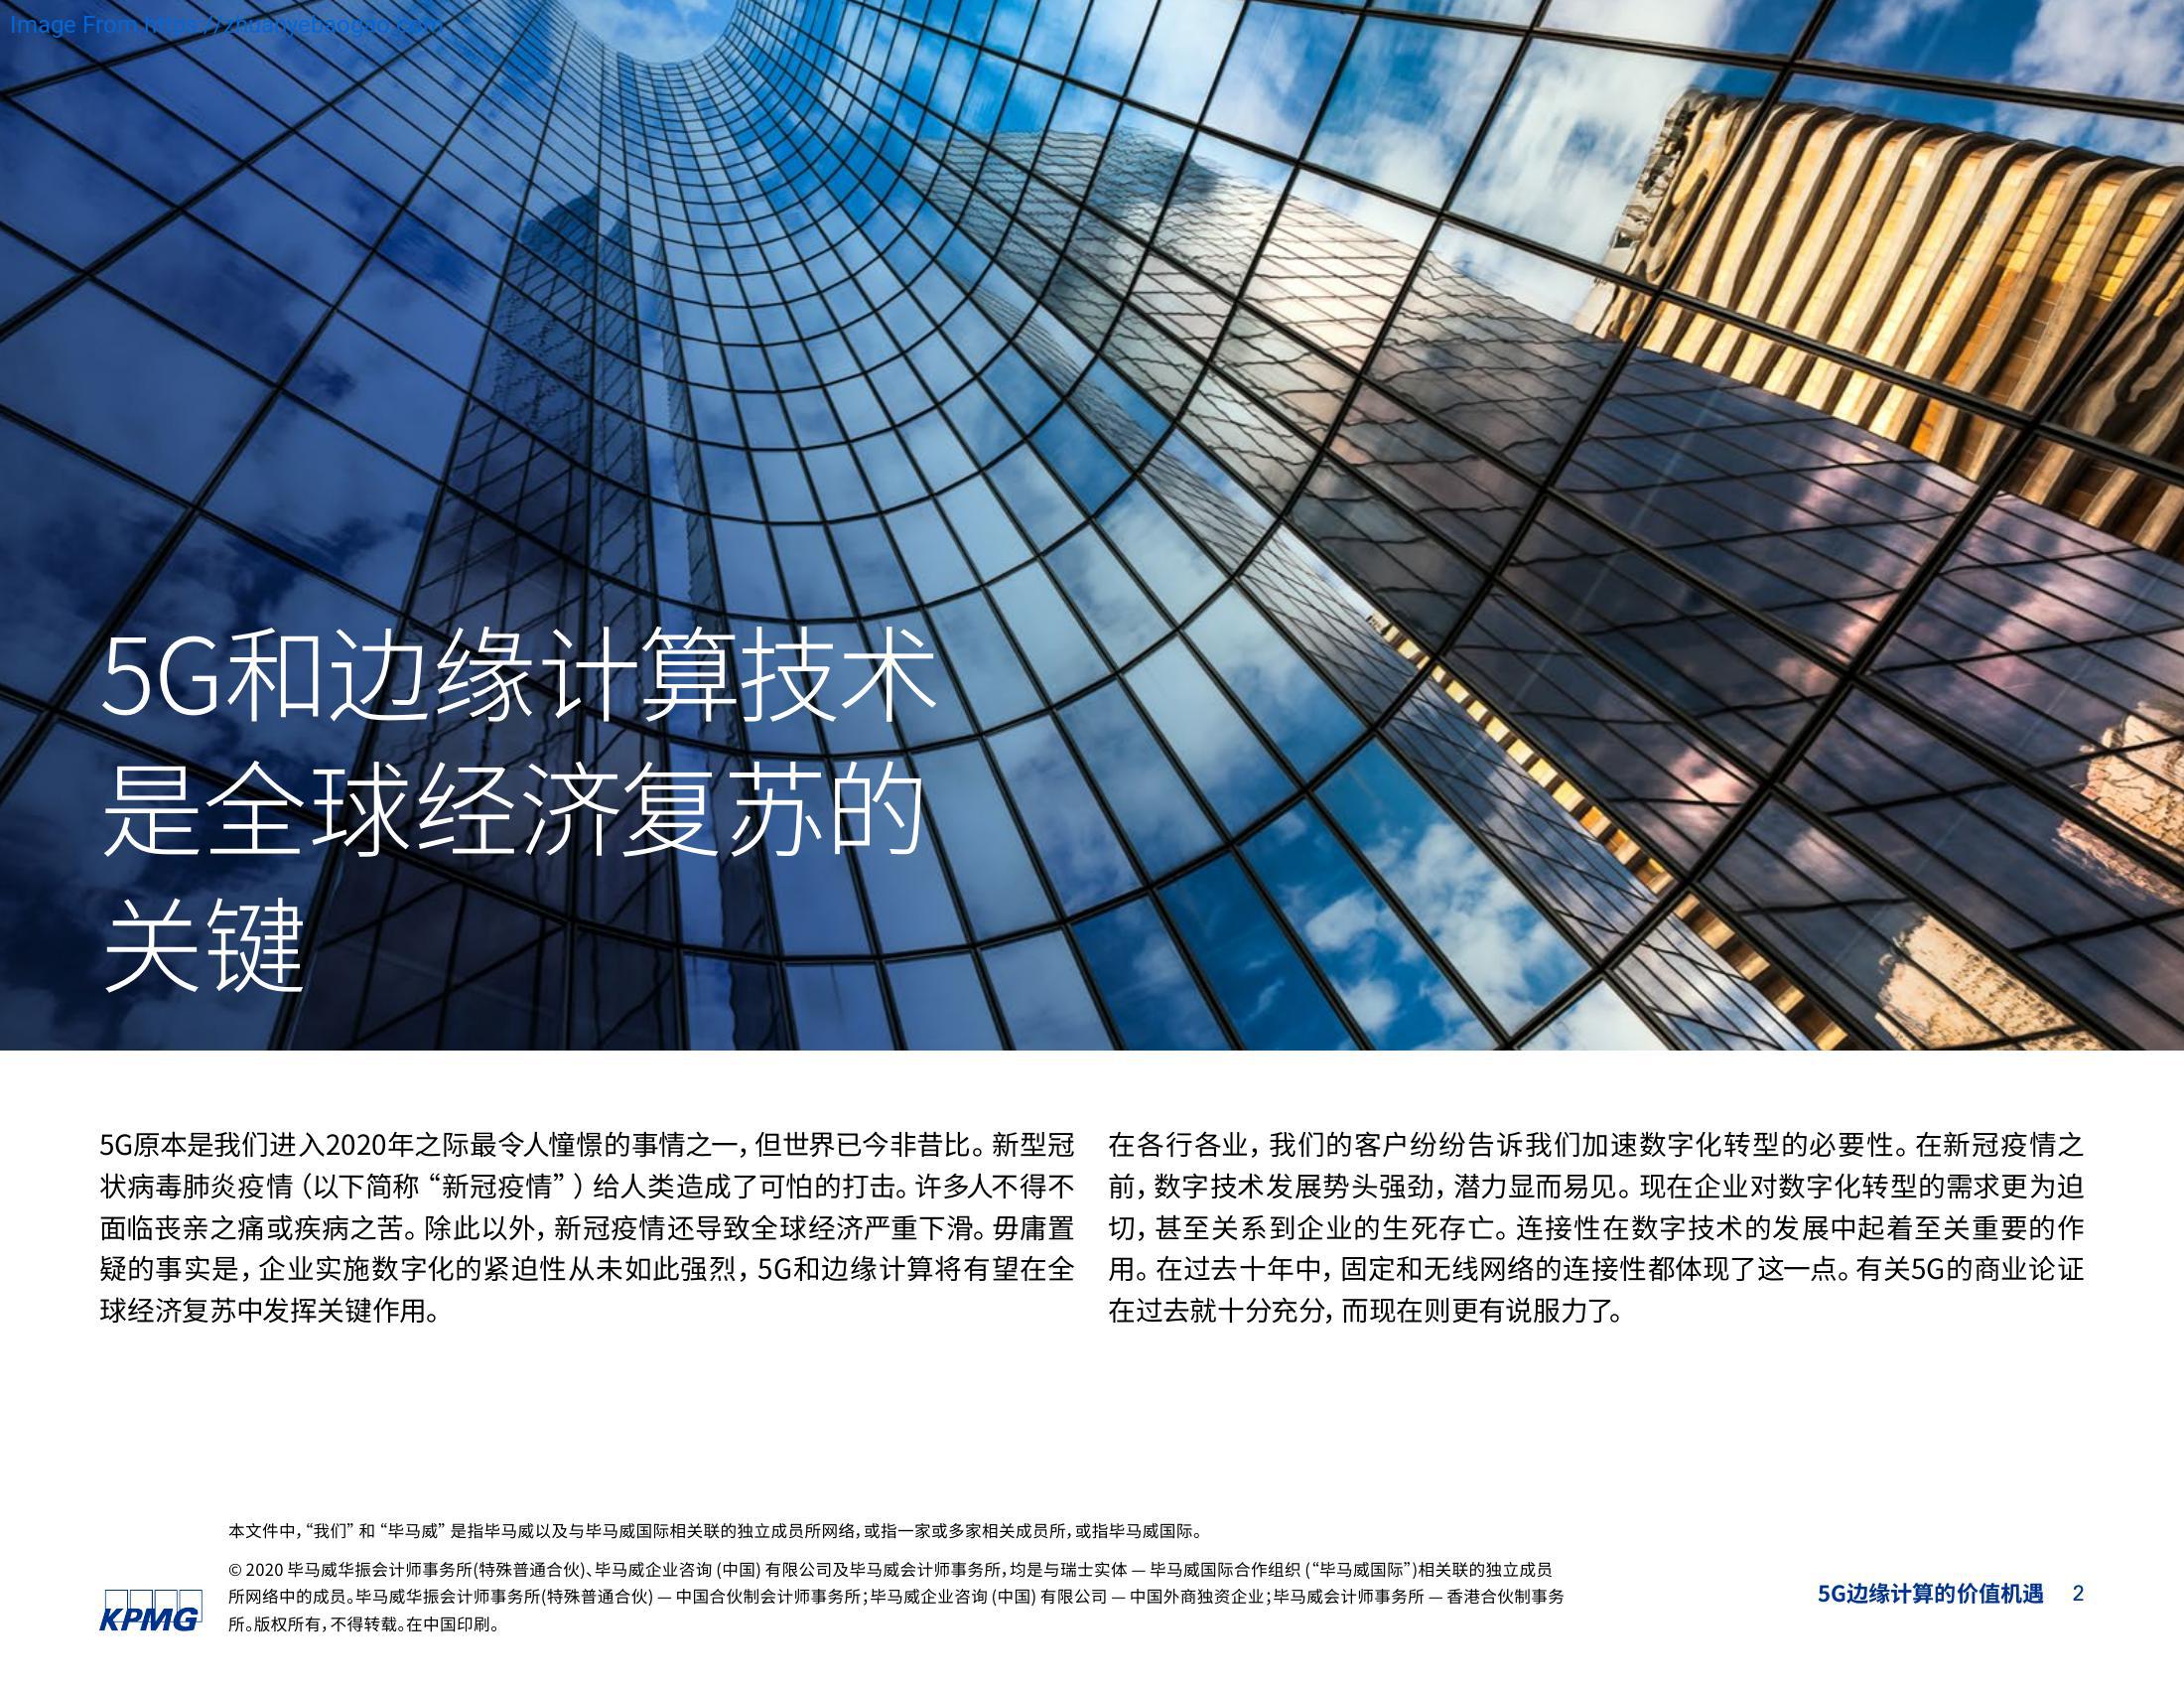 Image From:https://zhuanyebaogao.com
5G和边缘计算技术
是全球经济复苏的
关键
5G原本是我们进入2020年之际最令人憧憬的事情之一，但世界已今非昔比。新型冠
状病毒肺炎疫情（以下简称“新冠疫情”）给人类造成了可怕的打击。许多人不得不
面临丧亲之痛或疾病之苦。除此以外，新冠疫情还导致全球经济严重下滑。毋庸置
疑的事实是，企业实施数字化的紧迫性从未如此强烈，5G和边缘计算将有望在全
球经济复苏中发挥关键作用。
在各行各业，我们的客户纷纷告诉我们加速数字化转型的必要性。在新冠疫情之
前，数字技术发展势头强劲，潜力显而易见。现在企业对数字化转型的需求更为迫
切，甚至关系到企业的生死存亡。连接性在数字技术的发展中起着至关重要的作
用。在过去十年中，固定和无线网络的连接性都体现了这一点。有关5G的商业论证
在过去就十分充分，而现在则更有说服力了。
本文件中，“我们”和“毕马威”是指毕马威以及与毕马威国际相关联的独立成员所网络，或指一家或多家相关成员所，或指毕马威国际。
© 2020 毕马威华振会计师事务所(特殊普通合伙)、毕马威企业咨询 (中国) 有限公司及毕马威会计师事务所，均是与瑞士实体 — 毕马威国际合作组织 (“毕马威国际”)相关联的独立成员
所网络中的成员。毕马威华振会计师事务所(特殊普通合伙) — 中国合伙制会计师事务所；毕马威企业咨询 (中国) 有限公司 — 中国外商独资企业；毕马威会计师事务所 — 香港合伙制事务
所。版权所有，不得转载。在中国印刷。
KPMG
5G边缘计算的价值机遇 2